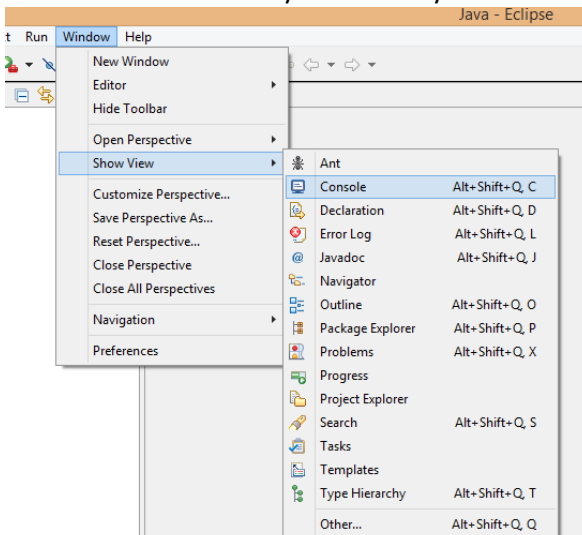 Java - Eclipse
t Run Window Help
New Window
Editor
Hide Toolbar
Open Perspective
Show View
Customize Perspective...
Save Perspective As...
Reset Perspective...
Close Perspective
Close All Perspectives
Navigation
Preferences
Ant
Console Alt+Shift+Q, C
Declaration Alt+Shift+Q, D
Error Log Alt+Shift+Q, L
Javadoc Alt+Shift+Q, J
Navigator
Outline Alt+Shift+Q, O
Package Explorer Alt+Shift+Q, P
Problems Alt+Shift+Q, X
Progress
Project Explorer
Search Alt+Shift+Q, S
Tasks
Templates
Type Hierarchy Alt+Shift+Q, T
Other... Alt+Shift+Q, Q